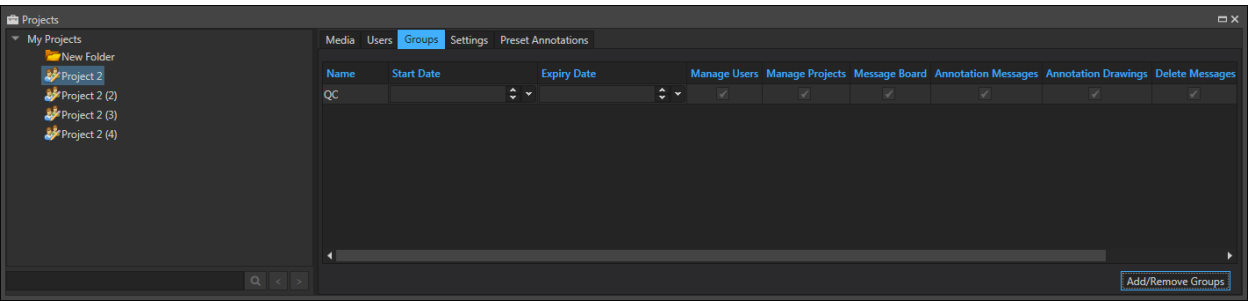 Projects
My Projects
New Folder
Project 2
Project 2 (2)
Project 2 (3)
Project 2 (4)
< >
Media Users Groups Settings Preset Annotations
Name Start Date Expiry Date Manage Users Manage Projects Message Board Annotation Messages Annotation Drawings Delete Messages
QC
Add/Remove Groups